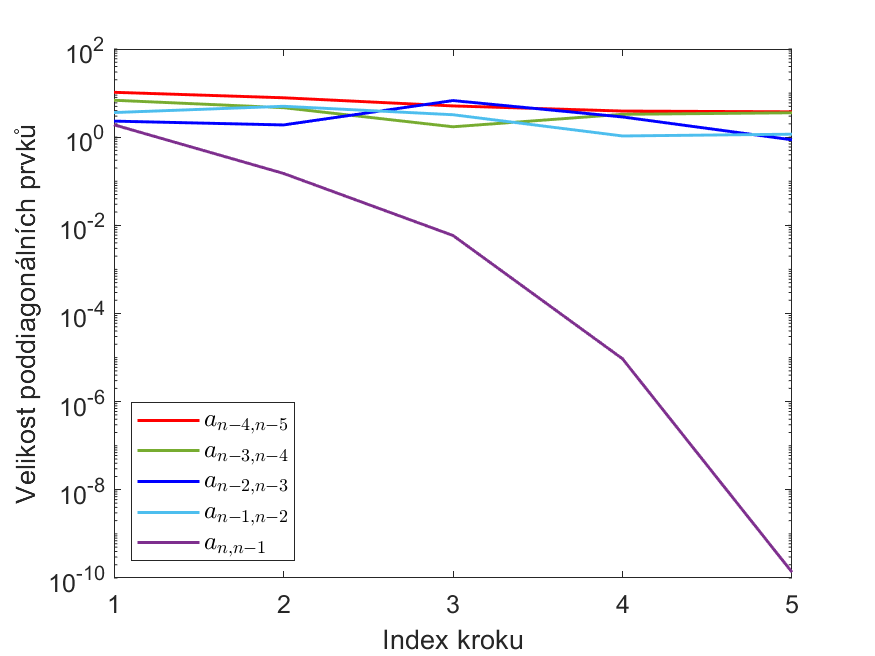 10^2
10^0
10^-2
10^-4
10^-6
10^-8
10^-10
Velikost poddiagonálních prvků
a_{n-4,n-5}
a_{n-3,n-4}
a_{n-2,n-3}
a_{n-1,n-2}
a_{n,n-1}
1 2 3 4 5
Index kroku